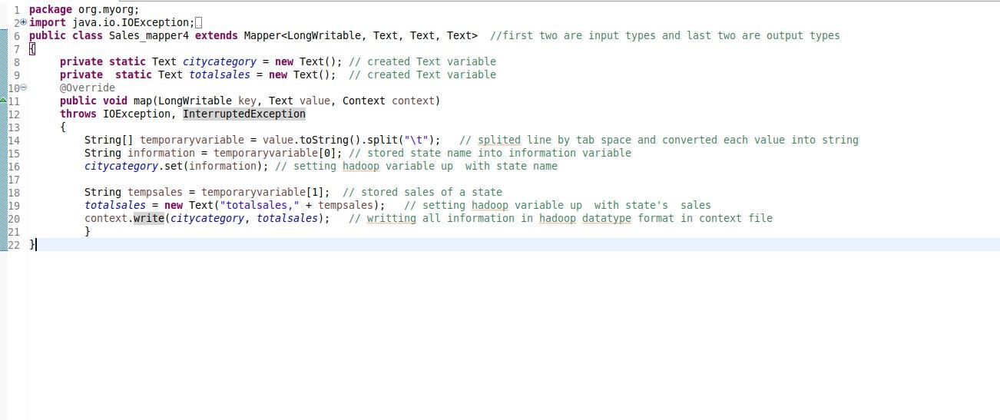 1 package org.myorg;
2 import java.io.IOException;
6 public class Sales_mapper4 extends Mapper<LongWritable, Text, Text, Text>  //first two are input types and last two are output types
7 {
8      private static Text citycategory = new Text(); // created Text variable
9      private  static Text totalsales = new Text();  // created Text variable
10     @Override
11     public void map(LongWritable key, Text value, Context context)
12     throws IOException, InterruptedException
13     {
14         String[] temporaryvariable = value.toString().split("\t");   // splited line by tab space and converted each value into string
15         String information = temporaryvariable[0]; // stored state name into information variable
16         citycategory.set(information); // setting hadoop variable up  with state name
17
18         String tempsales = temporaryvariable[1];  // stored sales of a state
19         totalsales = new Text("totalsales," + tempsales);   // setting hadoop variable up  with state's  sales
20         context.write(citycategory, totalsales);   // writting all information in hadoop datatype format in context file
21         }
22 }